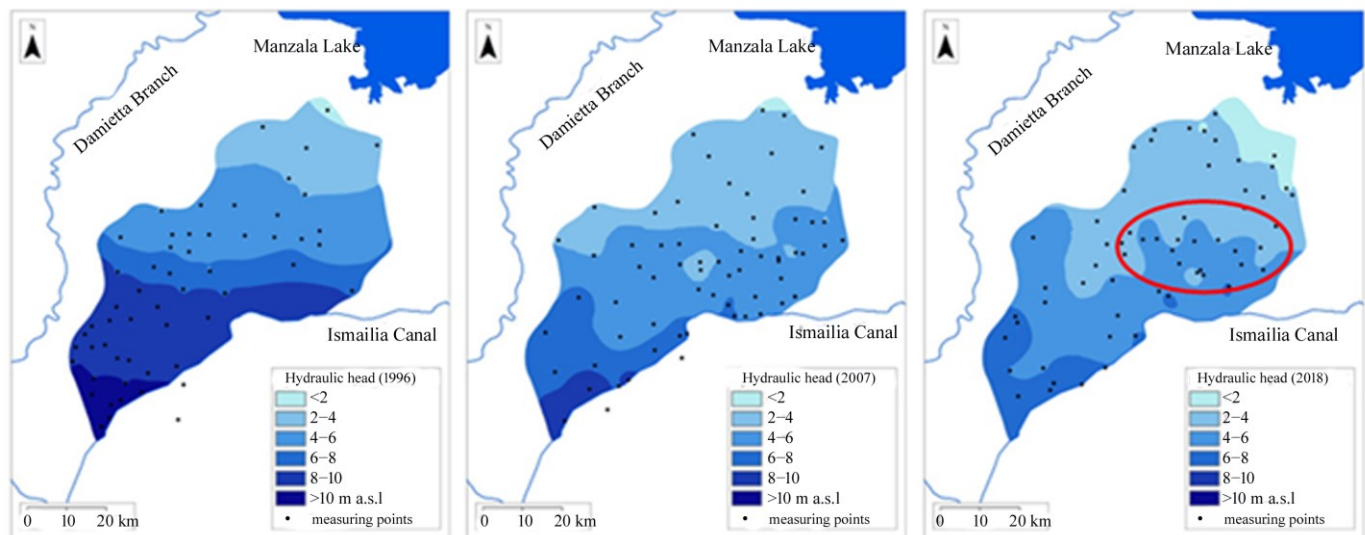 N
Manzala Lake
Damietta Branch
Ismailia Canal
Hydraulic head (1996)
<2
2−4
4−6
6−8
8−10
>10 m a.s.l
measuring points
0 10 20 km
N
Manzala Lake
Damietta Branch
Ismailia Canal
Hydraulic head (2007)
<2
2−4
4−6
6−8
8−10
>10 m a.s.l
measuring points
0 10 20 km
N
Manzala Lake
Damietta Branch
Ismailia Canal
Hydraulic head (2018)
<2
2−4
4−6
6−8
8−10
>10 m a.s.l
measuring points
0 10 20 km